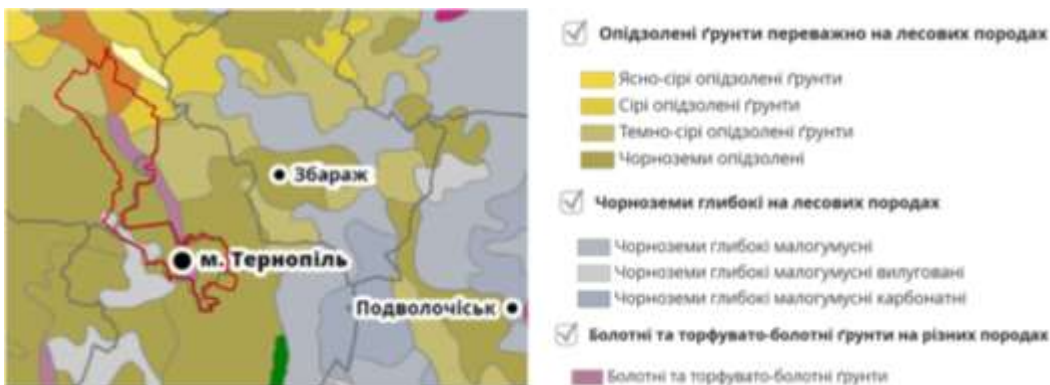 Збараж
м. Тернопіль
Подволочіськ
Опідзолені ґрунти переважно на лесових породах
Ясно-сірі опідзолені ґрунти
Сірі опідзолені ґрунти
Темно-сірі опідзолені ґрунти
Чорноземи опідзолені
Чорноземи глибокі на лесових породах
Чорноземи глибокі малогумусні
Чорноземи глибокі малогумусні вилуговані
Чорноземи глибокі малогумусні карбонатні
Болотні та торфувато-болотні ґрунти на різних породах
Болотні та торфувато-болотні ґрунти